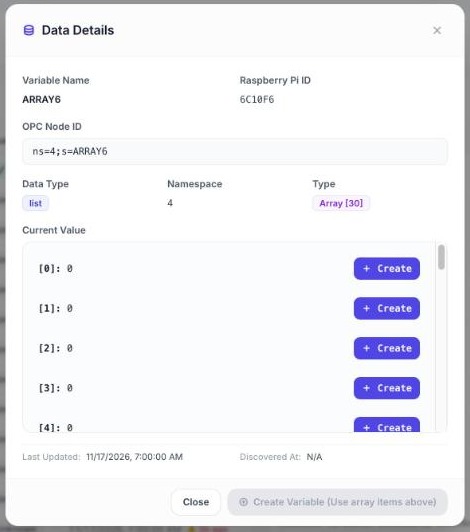 Data Details
Variable Name Raspberry Pi ID
ARRAY6 6C10F6
OPC Node ID
ns=4;s=ARRAY6
Data Type Namespace Type
list 4 Array [30]
Current Value
[0]: 0 + Create
[1]: 0 + Create
[2]: 0 + Create
[3]: 0 + Create
[4]: 0 + Create
Last Updated: 11/17/2026, 7:00:00 AM Discovered At: N/A
Close Create Variable (Use array items above)